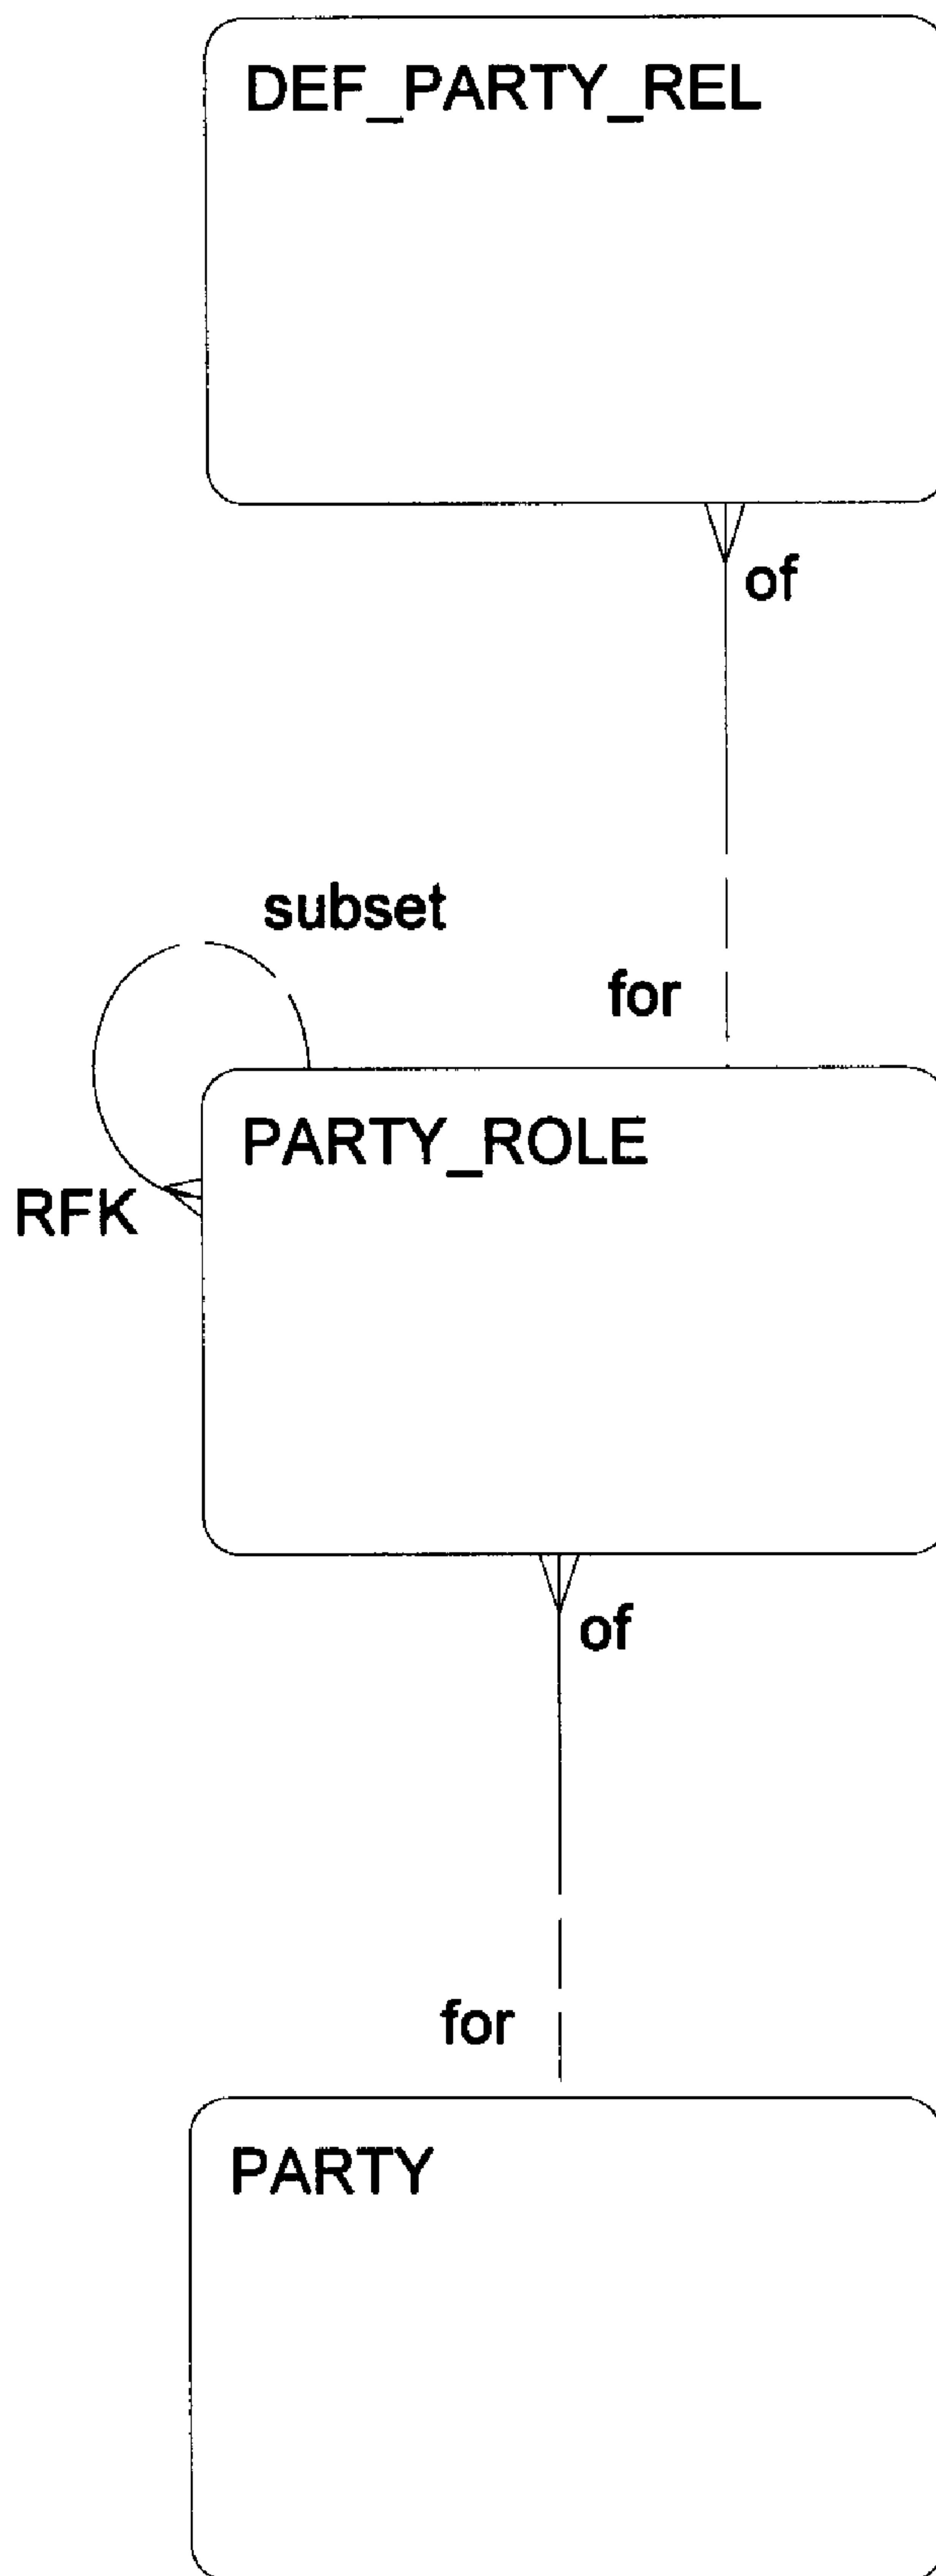 DEF_PARTY_REL
of
subset
for
PARTY_ROLE
RFK
of
for
PARTY